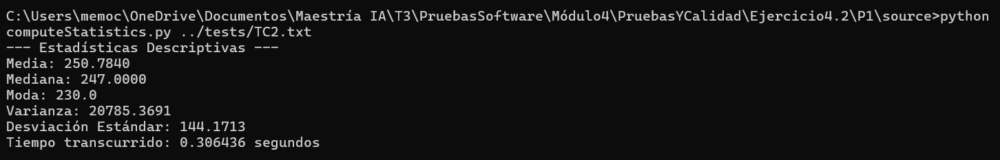 C:\Users\memoc\OneDrive\Documentos\Maestría IA\T3\PruebasSoftware\Módulo4\PruebasYCalidad\Ejercicio4.2\P1\source>python
computeStatistics.py ../tests/TC2.txt
--- Estadísticas Descriptivas ---
Media: 250.7840
Mediana: 247.0000
Moda: 230.0
Varianza: 20785.3691
Desviación Estándar: 144.1713
Tiempo transcurrido: 0.306436 segundos